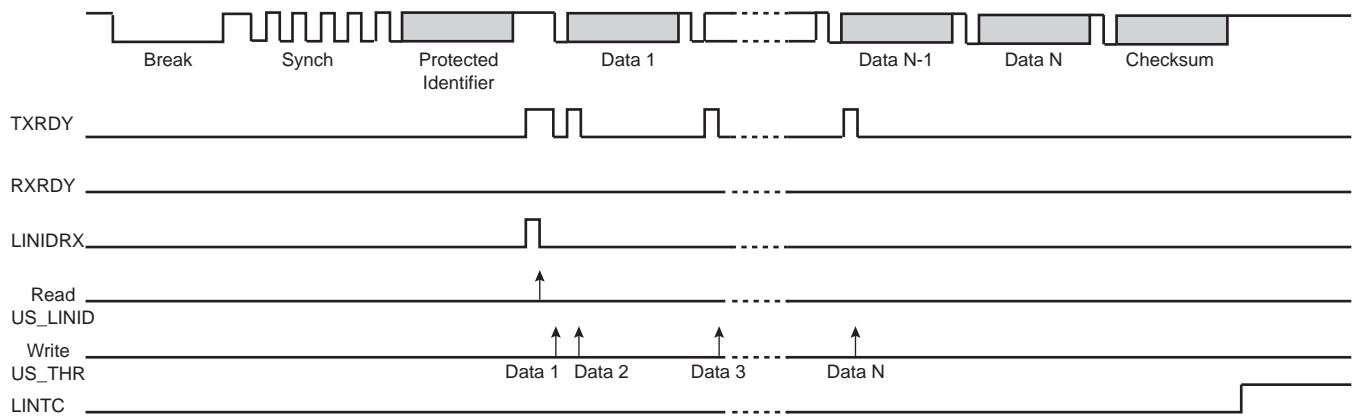 Break Synch Protected Data 1 Data N-1 Data N Checksum
Identifier
TXRDY
RXRDY
LINIDRX
Read
US_LINID
Write
US_THR Data 1 Data 2 Data 3 Data N
LINTC